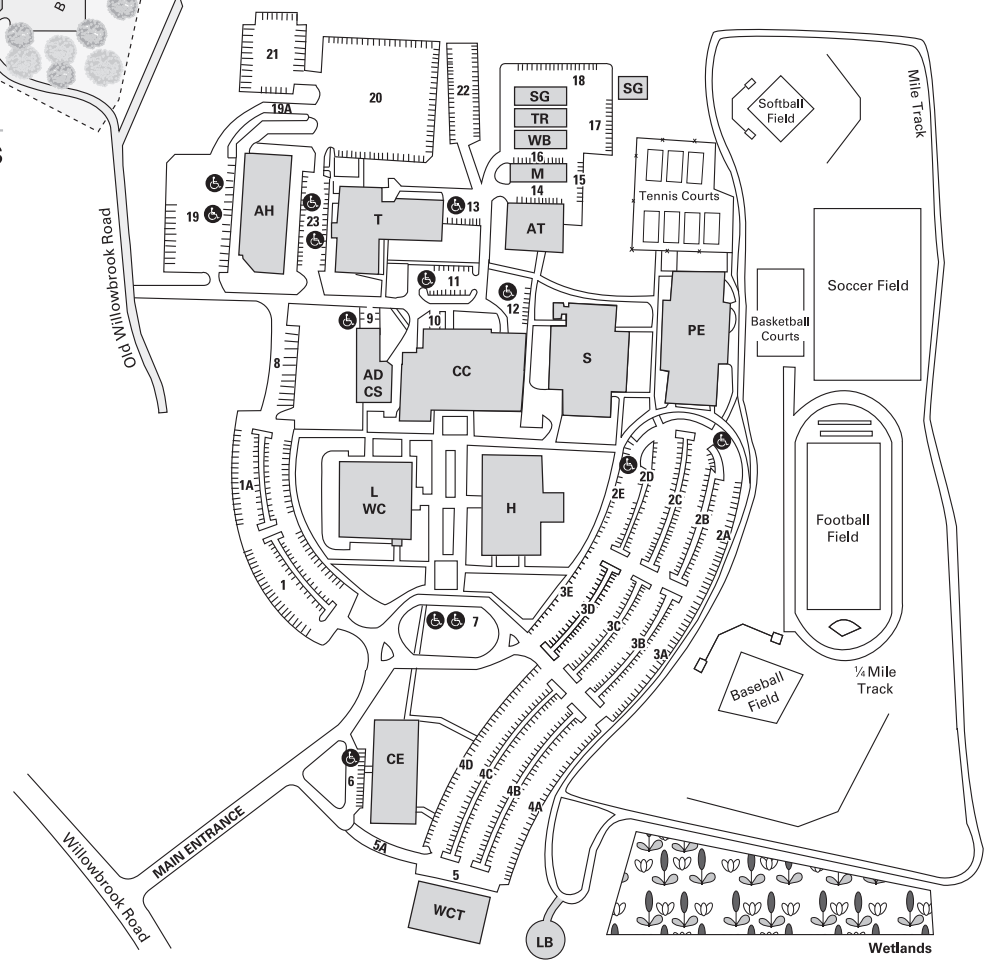 B
S
21
20
22
18
SG
SG
19A
TR
17
WB
16
M
15
14
Softball
Field
Mile Track
Tennis Courts
19
AH
23
T
13
AT
Old Willowbrook Road
11
12
10
9
8
AD
CS
CC
S
PE
Basketball
Courts
Soccer Field
1A
L
WC
H
2E
2D
2C
2B
2A
Football
Field
1
3E
3D
3C
3B
3A
7
¼ Mile
Track
Baseball
Field
CE
6
4D
4C
4B
4A
5A
5
MAIN ENTRANCE
Willowbrook Road
WCT
LB
Wetlands